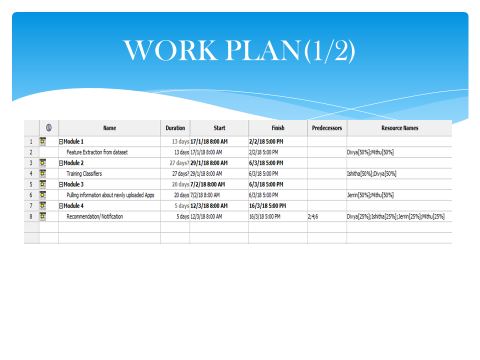 WORK PLAN(1/2)
Name Duration Start Finish Predecessors Resource Names
1 Module 1 13 days 17/1/18 8:00 AM 2/2/18 5:00 PM
2 Feature Extraction from dataset 13 days 17/1/18 8:00 AM 2/2/18 5:00 PM Divya[50%];Mithu[50%]
3 Module 2 27 days? 29/1/18 8:00 AM 6/3/18 5:00 PM
4 Training Classifiers 27 days? 29/1/18 8:00 AM 6/3/18 5:00 PM Ishitha[50%];Divya[50%]
5 Module 3 20 days 7/2/18 8:00 AM 6/3/18 5:00 PM
6 Pulling information about newly uploaded Apps 20 days 7/2/18 8:00 AM 6/3/18 5:00 PM Jerrin[50%];Mithu[50%]
7 Module 4 5 days 12/3/18 8:00 AM 16/3/18 5:00 PM
8 Recommendation/ Notification 5 days 12/3/18 8:00 AM 16/3/18 5:00 PM 2;4;6 Divya[25%];Ishitha[25%];Jerrin[25%];Mithu[25%]